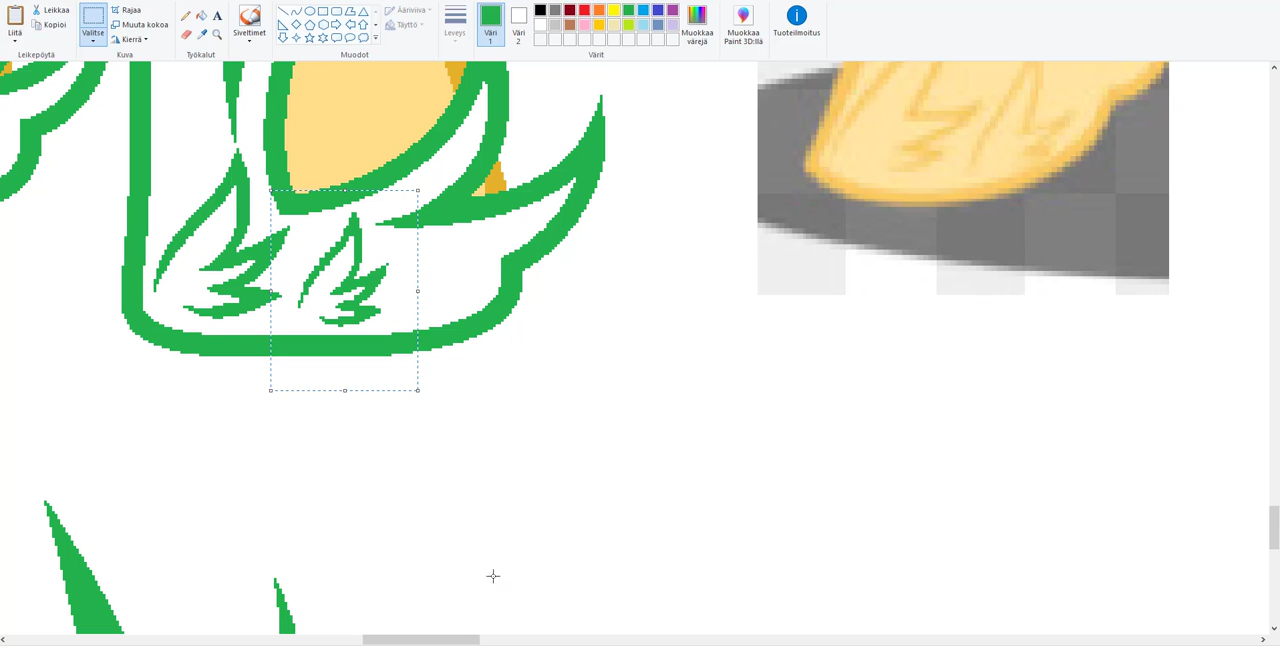 Liitä
Leikkaa
Kopioi
Leikepöytä
Valitse
Rajaa
Muuta kokoa
Kierrä
Kuva
A
Työkalut
Siveltimet
Ääriviiva
Täyttö
Muodot
Leveys
Väri
1
Väri
2
Muokkaa
värejä
Värit
Muokkaa
Paint 3D:llä
Tuoteilmoitus